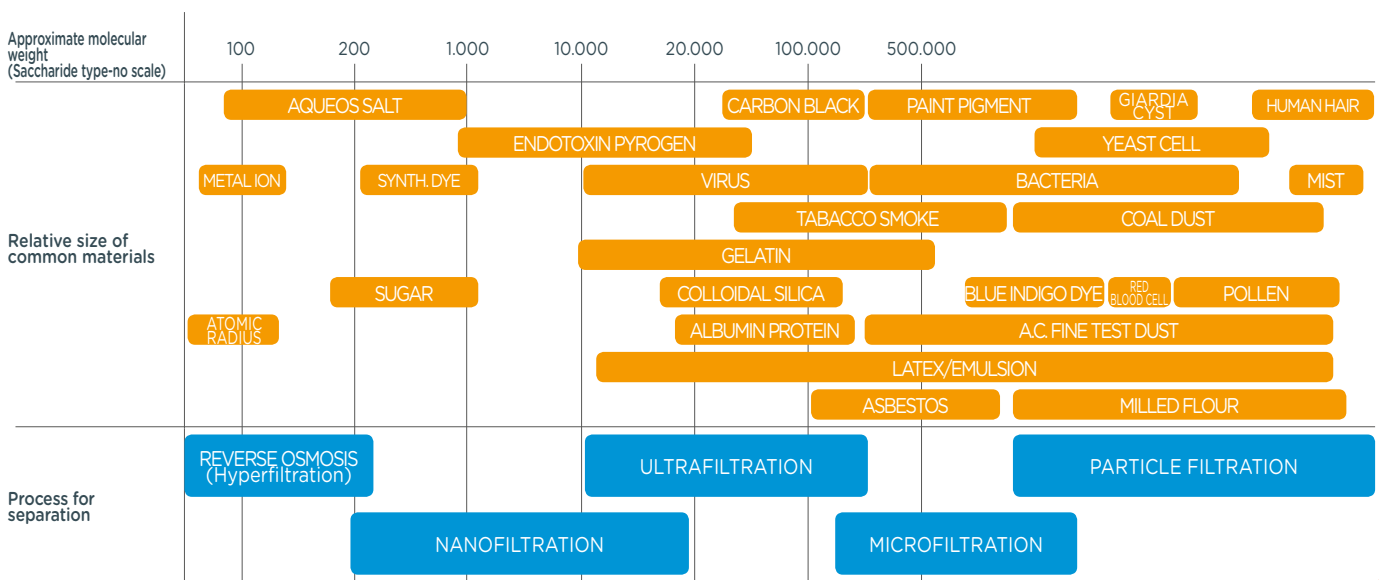 Approximate molecular
weight
(Saccharide type-no scale)
100 200 1.000 10.000 20.000 100.000 500.000
Relative size of
common materials
AQUEOS SALT CARBON BLACK PAINT PIGMENT GIARDIA
CYST HUMAN HAIR
ENDOTOXIN PYROGEN YEAST CELL
METAL ION SYNTH. DYE VIRUS BACTERIA MIST
TABACCO SMOKE COAL DUST
GELATIN
SUGAR COLLOIDAL SILICA BLUE INDIGO DYE RED
BLOOD CELL POLLEN
ATOMIC
RADIUS ALBUMIN PROTEIN A.C. FINE TEST DUST
LATEX/EMULSION
ASBESTOS MILLED FLOUR
Process for
separation
REVERSE OSMOSIS
(Hyperfiltration) ULTRAFILTRATION PARTICLE FILTRATION
NANOFILTRATION MICROFILTRATION